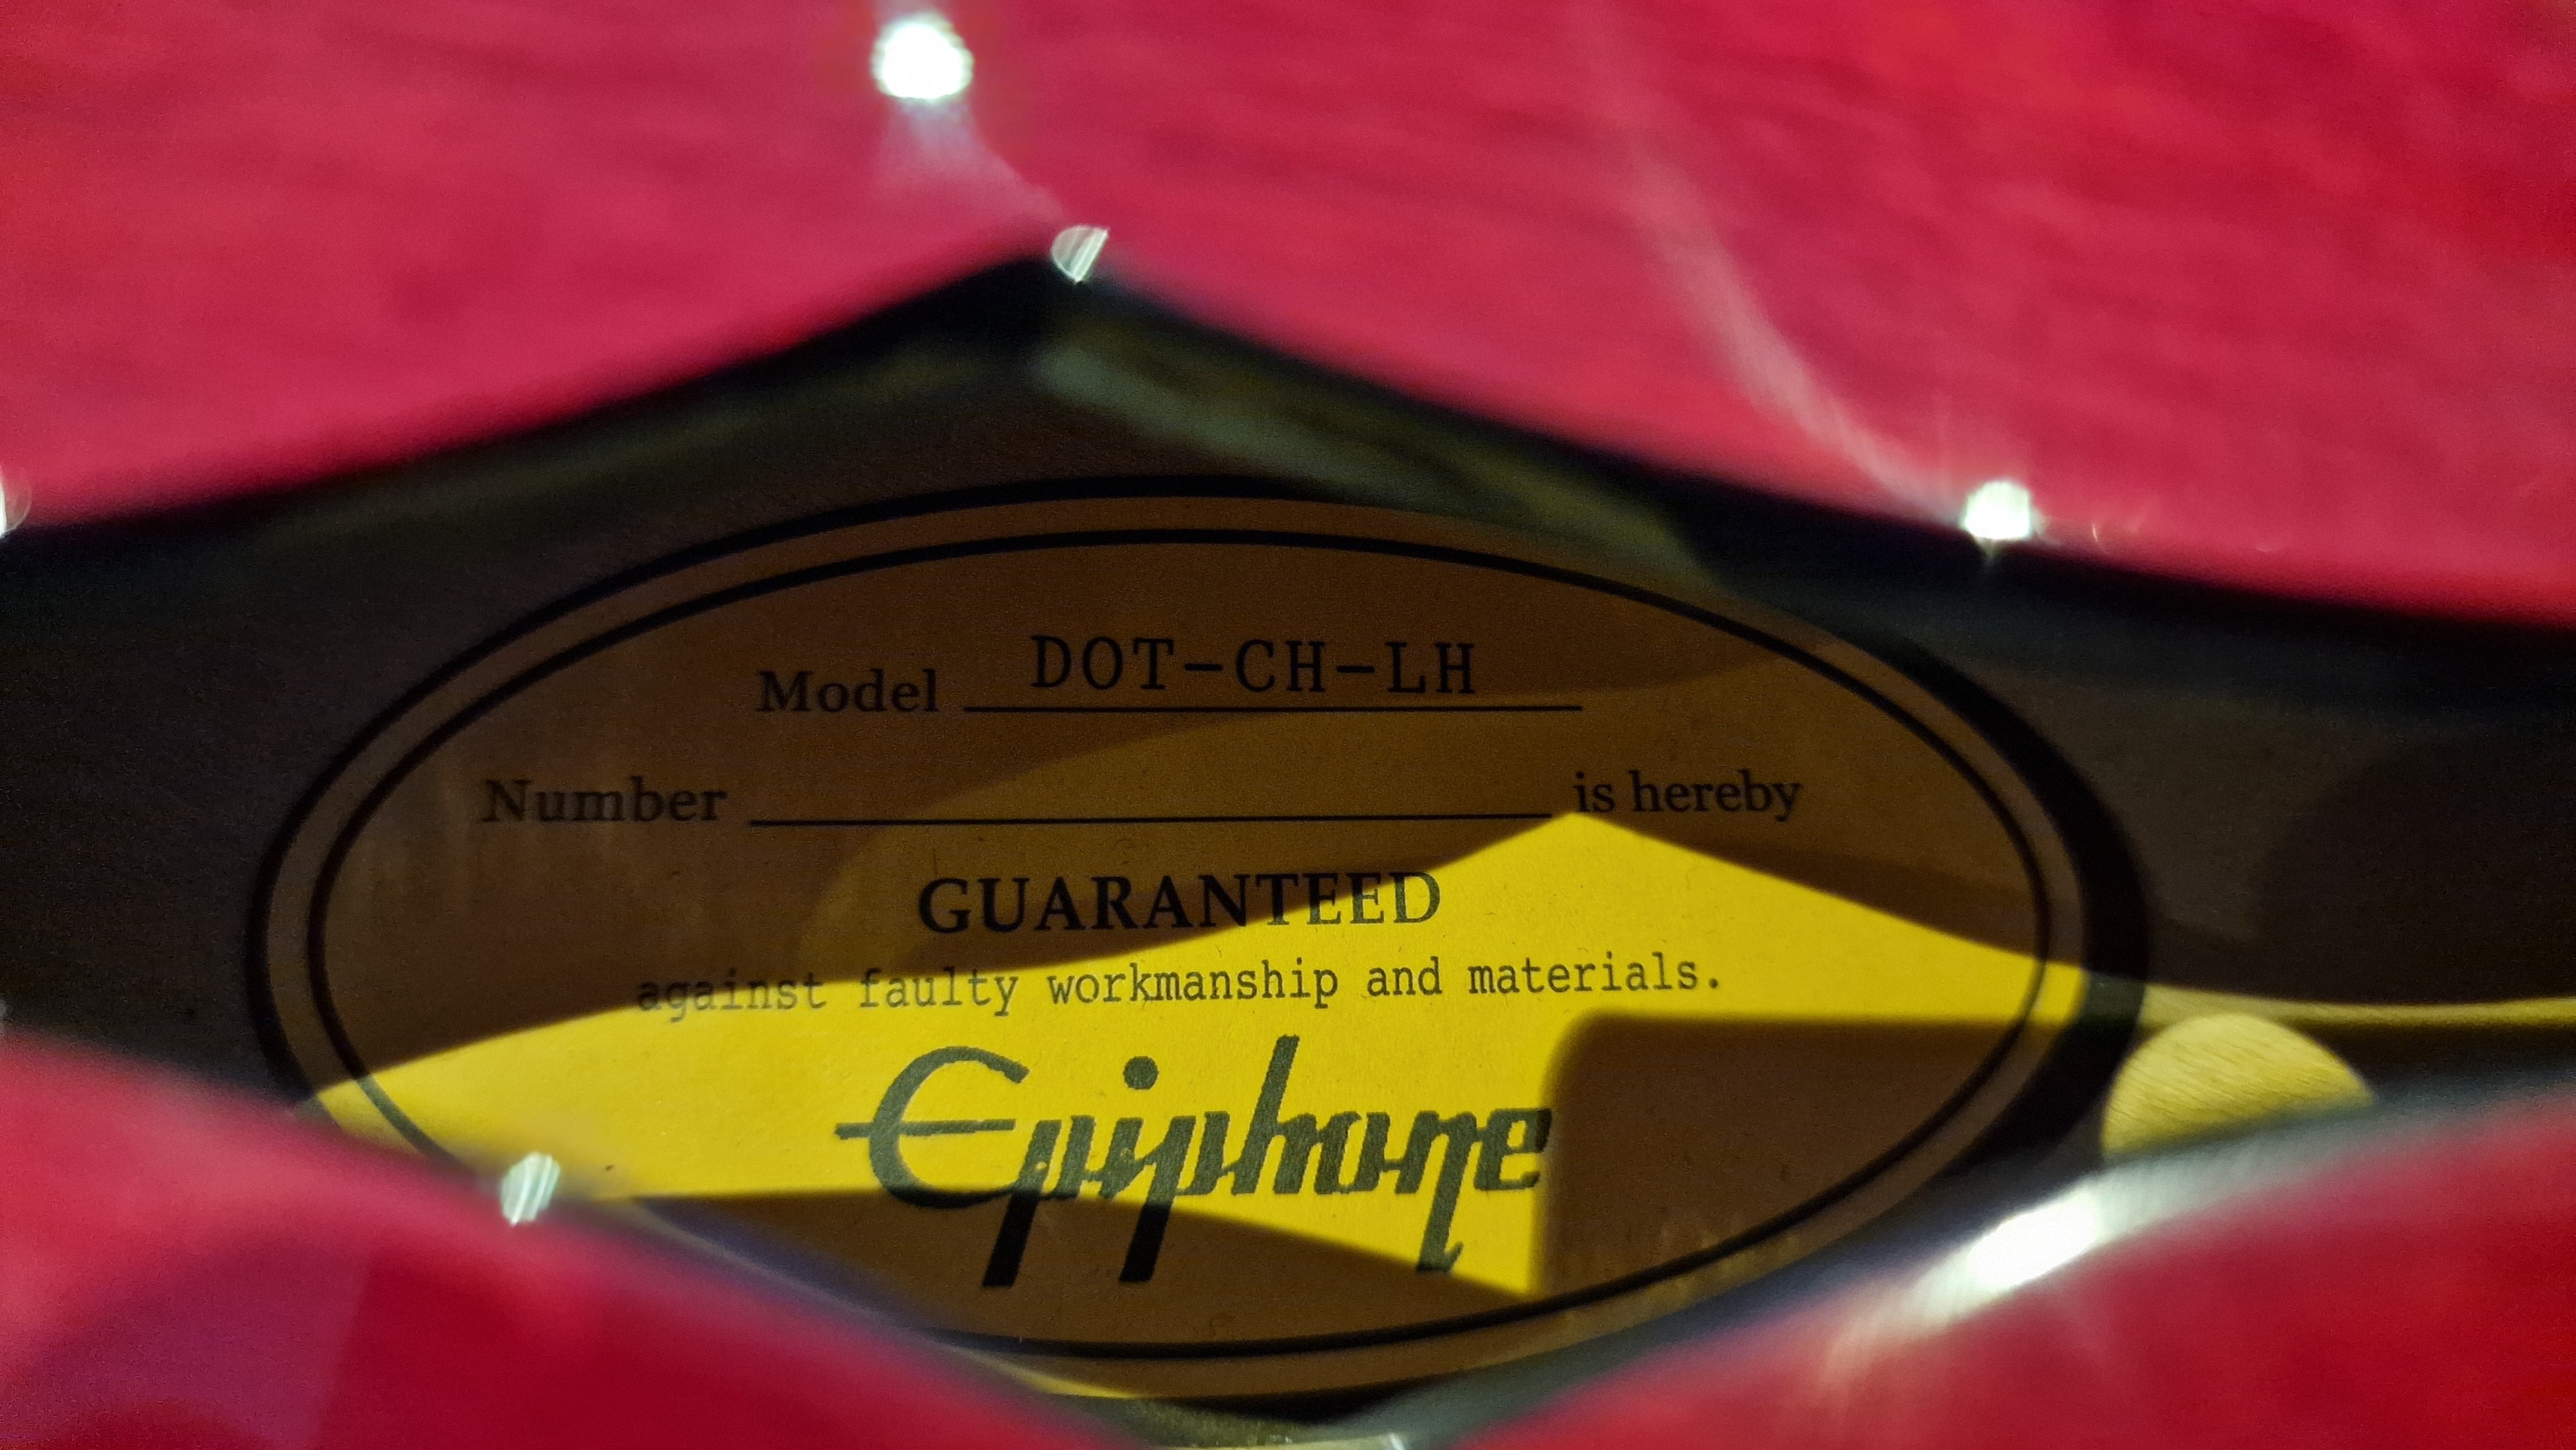 Model DOT-CH-LH
Number is hereby
GUARANTEED
against faulty workmanship and materials.
Epiphone